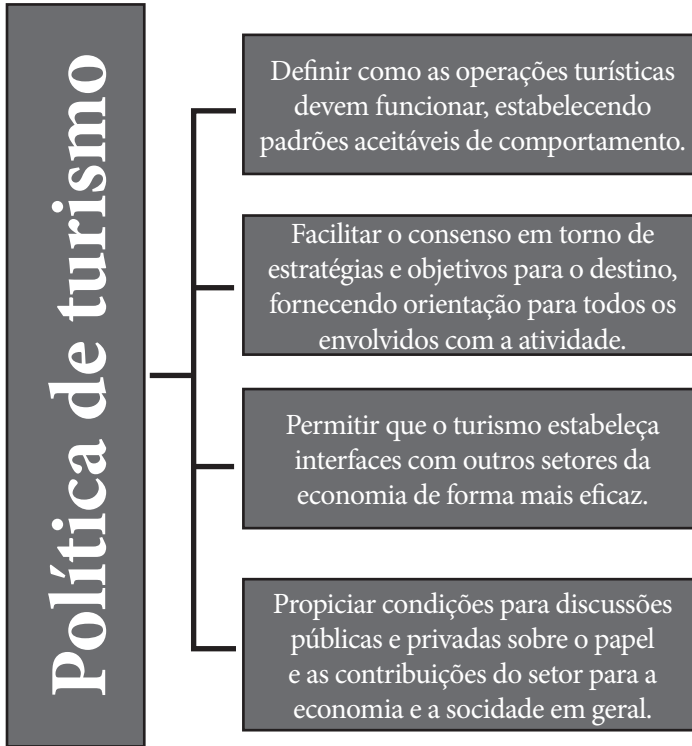 Política de turismo
Definir como as operações turísticas
devem funcionar, estabelecendo
padrões aceitáveis de comportamento.
Facilitar o consenso em torno de
estratégias e objetivos para o destino,
fornecendo orientação para todos os
envolvidos com a atividade.
Permitir que o turismo estabeleça
interfaces com outros setores da
economia de forma mais eficaz.
Propiciar condições para discussões
públicas e privadas sobre o papel
e as contribuições do setor para a
economia e a socidade em geral.